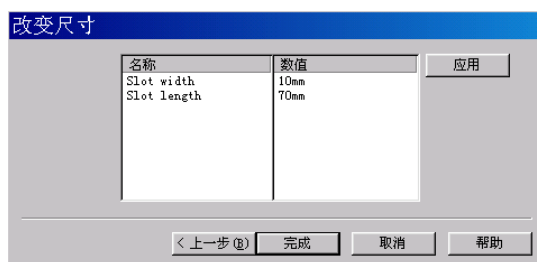 改变尺寸
名称 数值 应用
Slot width 10mm
Slot length 70mm
< 上一步(B) 完成 取消 帮助